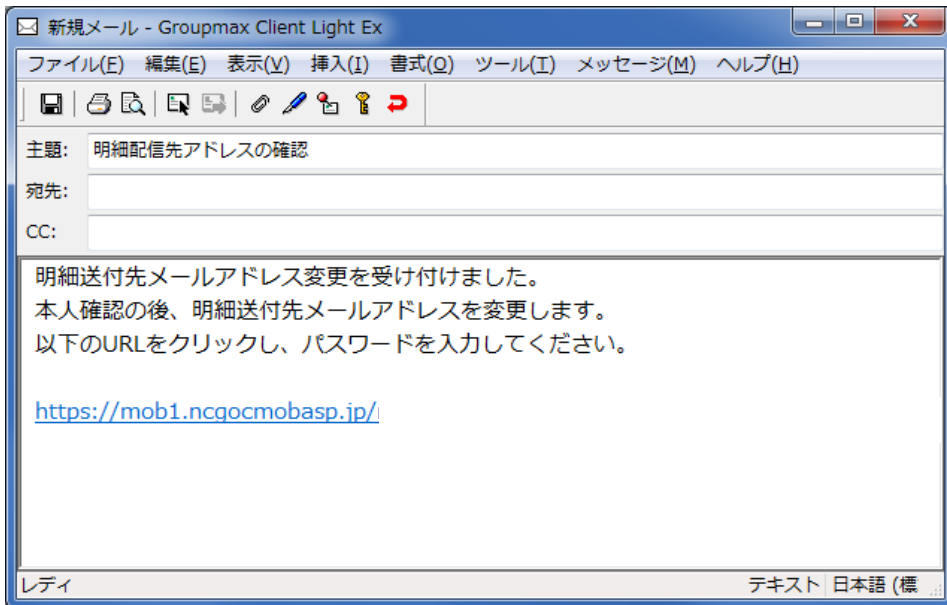 新規メール - Groupmax Client Light Ex
ファイル(F) 編集(E) 表示(V) 挿入(I) 書式(O) ツール(T) メッセージ(M) ヘルプ(H)
主題: 明細配信先アドレスの確認
宛先:
CC:
明細送付先メールアドレス変更を受け付けました。
本人確認の後、明細送付先メールアドレスを変更します。
以下のURLをクリックし、パスワードを入力してください。
https://mob1.ncgocmobasp.jp/
レディ テキスト 日本語 (標